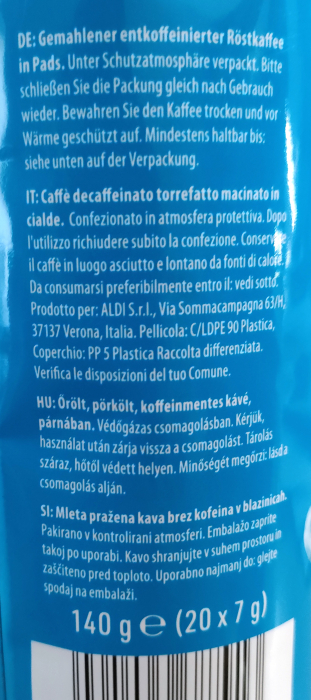 DE: Gemahlener entkoffeinierter Röstkaffee
in Pads. Unter Schutzatmosphäre verpackt. Bitte
schließen Sie die Packung gleich nach Gebrauch
wieder. Bewahren Sie den Kaffee trocken und vor
Wärme geschützt auf. Mindestens haltbar bis:
siehe unten auf der Verpackung.
IT: Caffè decaffeinato torrefatto macinato in
cialde. Confezionato in atmosfera protettiva. Dopo
l'utilizzo richiudere subito la confezione. Conservare
il caffè in luogo asciutto e lontano da fonti di calore.
Da consumarsi preferibilmente entro il: vedi sotto.
Prodotto per: ALDI S.r.l., Via Sommacampagna 63/H,
37137 Verona, Italia. Pellicola: C/LDPE 90 Plastica,
Coperchio: PP 5 Plastica Raccolta differenziata.
Verifica le disposizioni del tuo Comune.
HU: Őrölt, pörkölt, koffeinmentes kávé,
párnában. Védőgázas csomagolásban. Kérjük,
használat után zárja vissza a csomagolást. Tárolás
száraz, hőtől védett helyen. Minőségét megőrzi: lásd a
csomagolás alján.
SI: Mleta pražena kava brez kofeina v blazinicah.
Pakirano v kontrolirani atmosferi. Embalažo zaprite
takoj po uporabi. Kavo shranjujte v suhem prostoru in
zaščiteno pred toploto. Uporabno najmanj do: glejte
spodaj na embalaži.
140 g e (20 x 7 g)